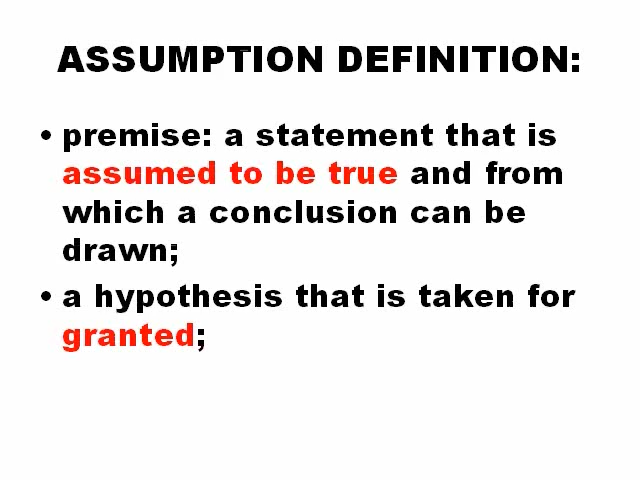 ASSUMPTION DEFINITION:
• premise: a statement that is
assumed to be true and from
which a conclusion can be
drawn;
• a hypothesis that is taken for
granted;